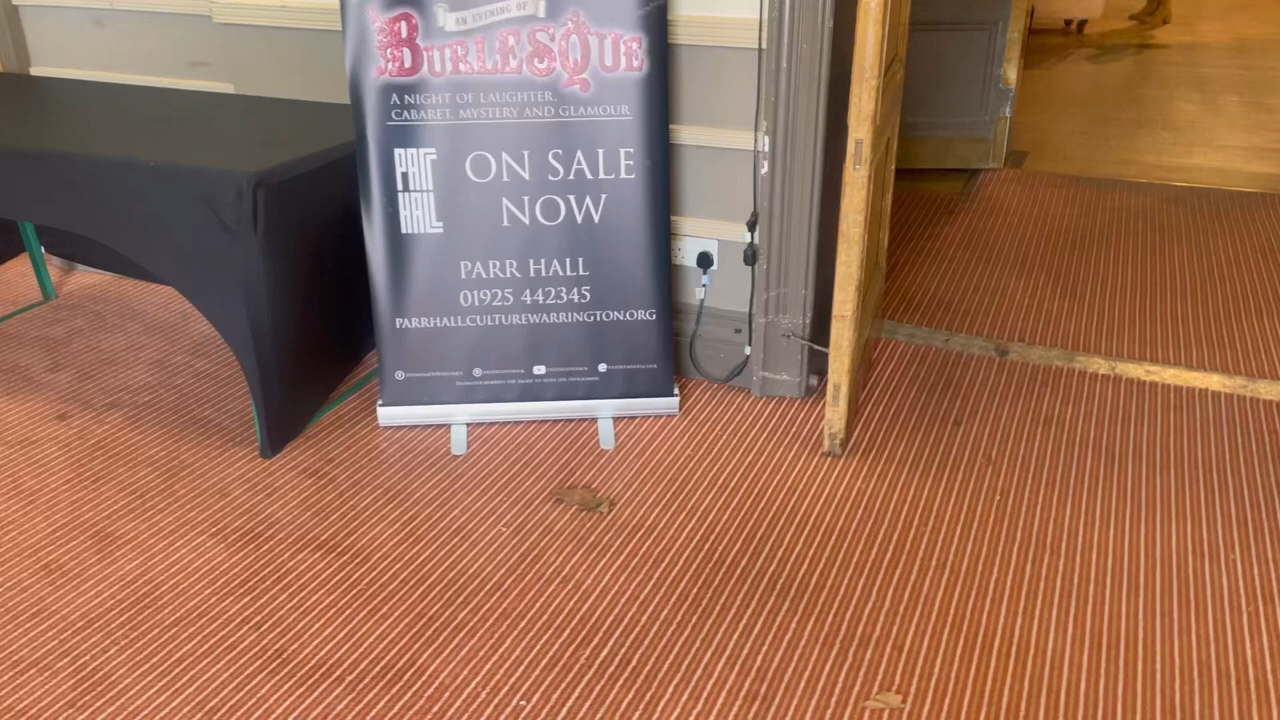 AN EVENING OF
BURLESQUE
A NIGHT OF LAUGHTER,
CABARET, MYSTERY AND GLAMOUR
PARR HALL
ON SALE
NOW
PARR HALL
01925 442345
PARRHALL.CULTUREWARRINGTON.ORG